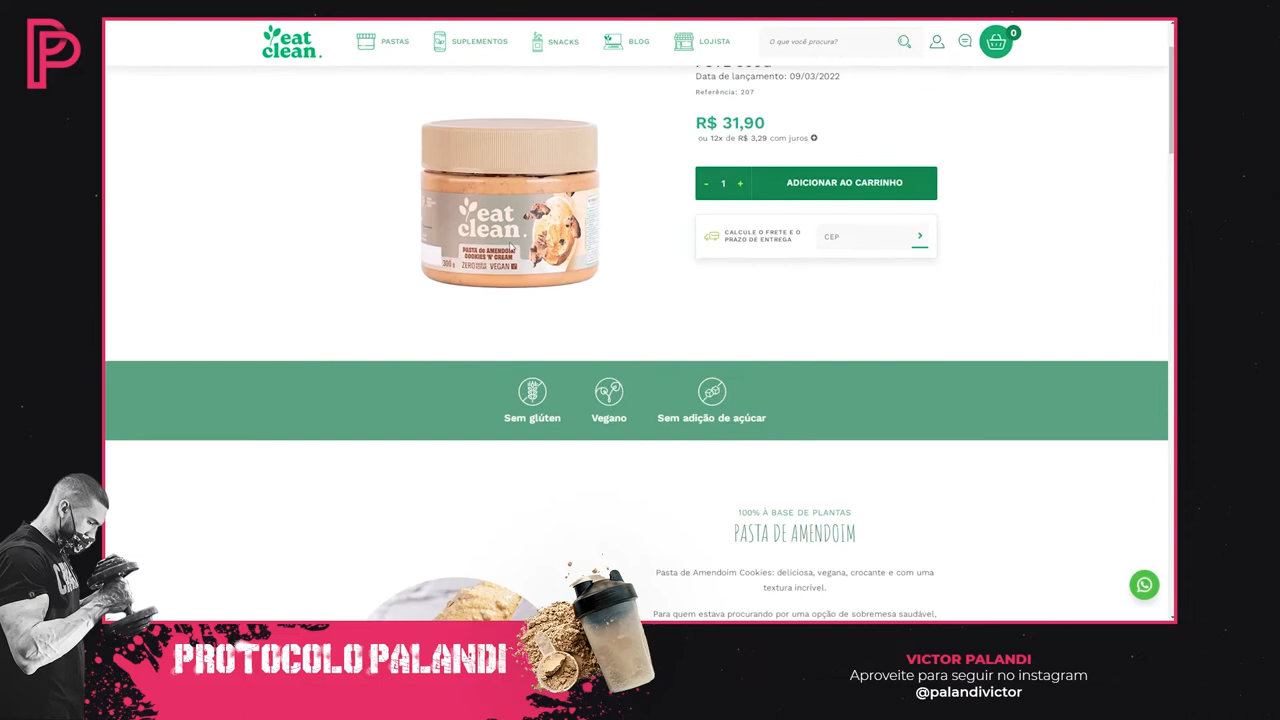 eat
clean.
PASTAS
SUPLEMENTOS
SNACKS
BLOG
LOJISTA
O que você procura?
0
Data de lançamento: 09/03/2022
Referência: 207
R$ 31,90
ou 12x de R$ 3,29 com juros
- 1 +
ADICIONAR AO CARRINHO
CALCULE O FRETE E O
PRAZO DE ENTREGA
CEP
eat
clean.
PASTA DE AMENDOIM
COOKIES 'N' CREAM
300 g
ZERO
VEGAN
Sem glúten
Vegano
Sem adição de açúcar
100% À BASE DE PLANTAS
PASTA DE AMENDOIM
Pasta de Amendoim Cookies: deliciosa, vegana, crocante e com uma
textura incrível.
Para quem estava procurando por uma opção de sobremesa saudável,
PROTOCOLO PALANDI
VICTOR PALANDI
Aproveite para seguir no instagram
@palandivictor